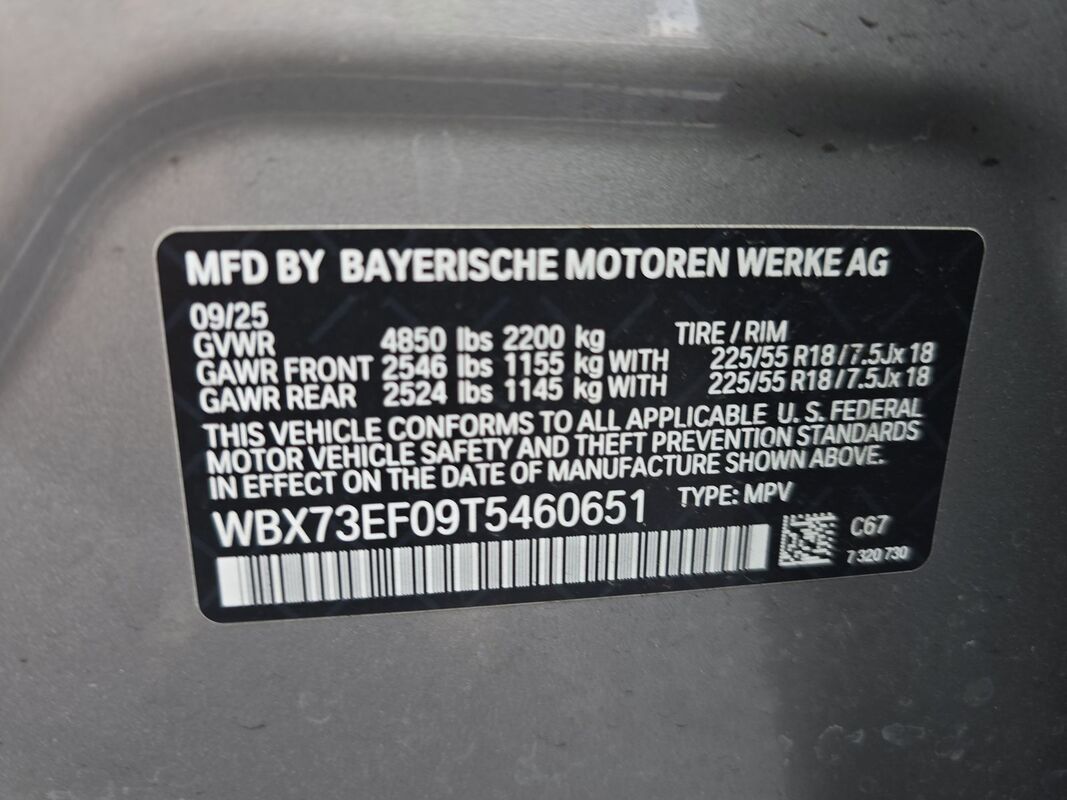 MFD BY BAYERISCHE MOTOREN WERKE AG
09/25
GVWR 4850 lbs 2200 kg TIRE / RIM
GAWR FRONT 2546 lbs 1155 kg WITH 225/55 R18 / 7.5Jx18
GAWR REAR 2524 lbs 1145 kg WITH 225/55 R18 / 7.5Jx18
THIS VEHICLE CONFORMS TO ALL APPLICABLE U. S. FEDERAL
MOTOR VEHICLE SAFETY AND THEFT PREVENTION STANDARDS
IN EFFECT ON THE DATE OF MANUFACTURE SHOWN ABOVE.
WBX73EF09T5460651 TYPE: MPV
C67
7 320 730